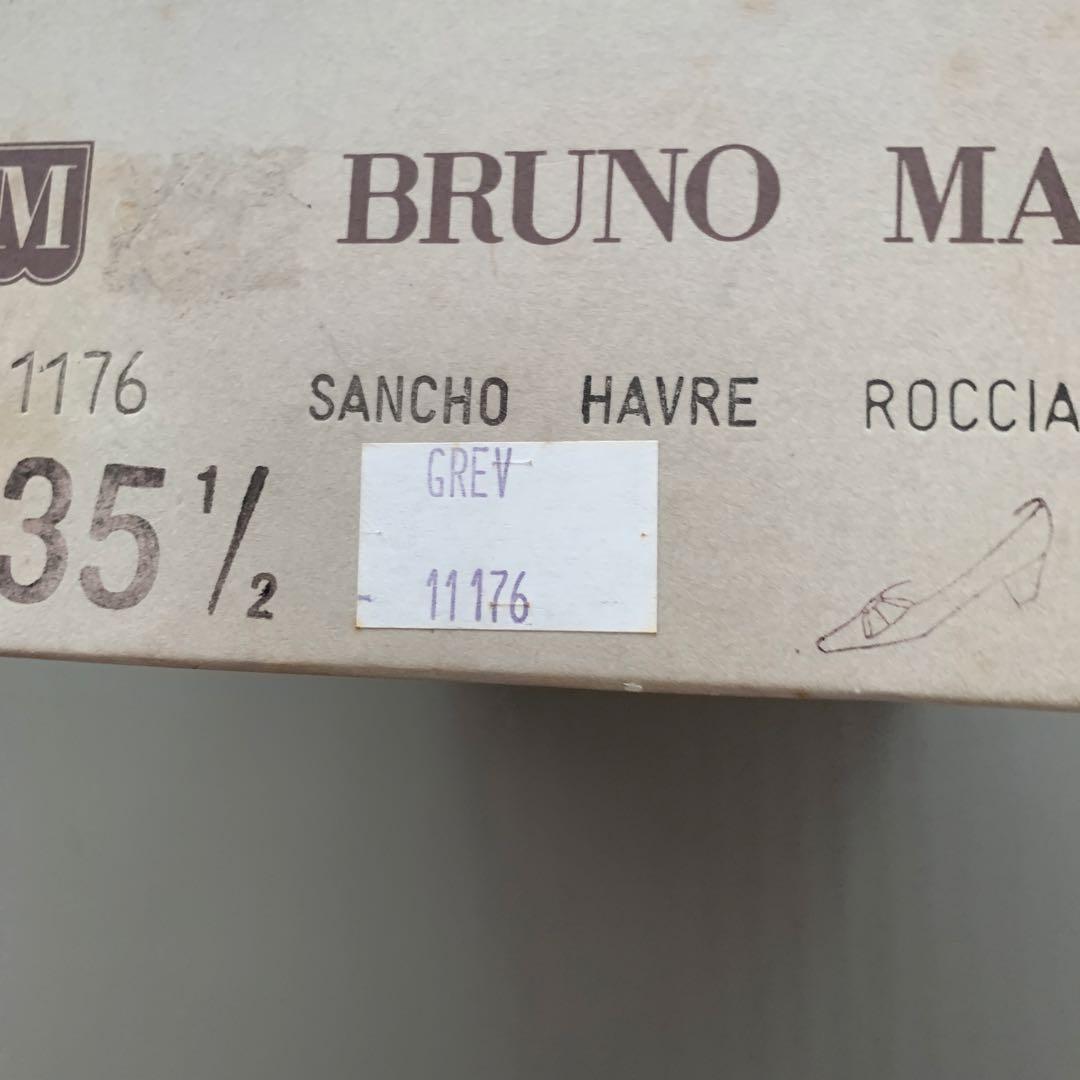 M BRUNO MA
1176 SANCHO HAVRE ROCCIA
35 1/2
GREV
11176